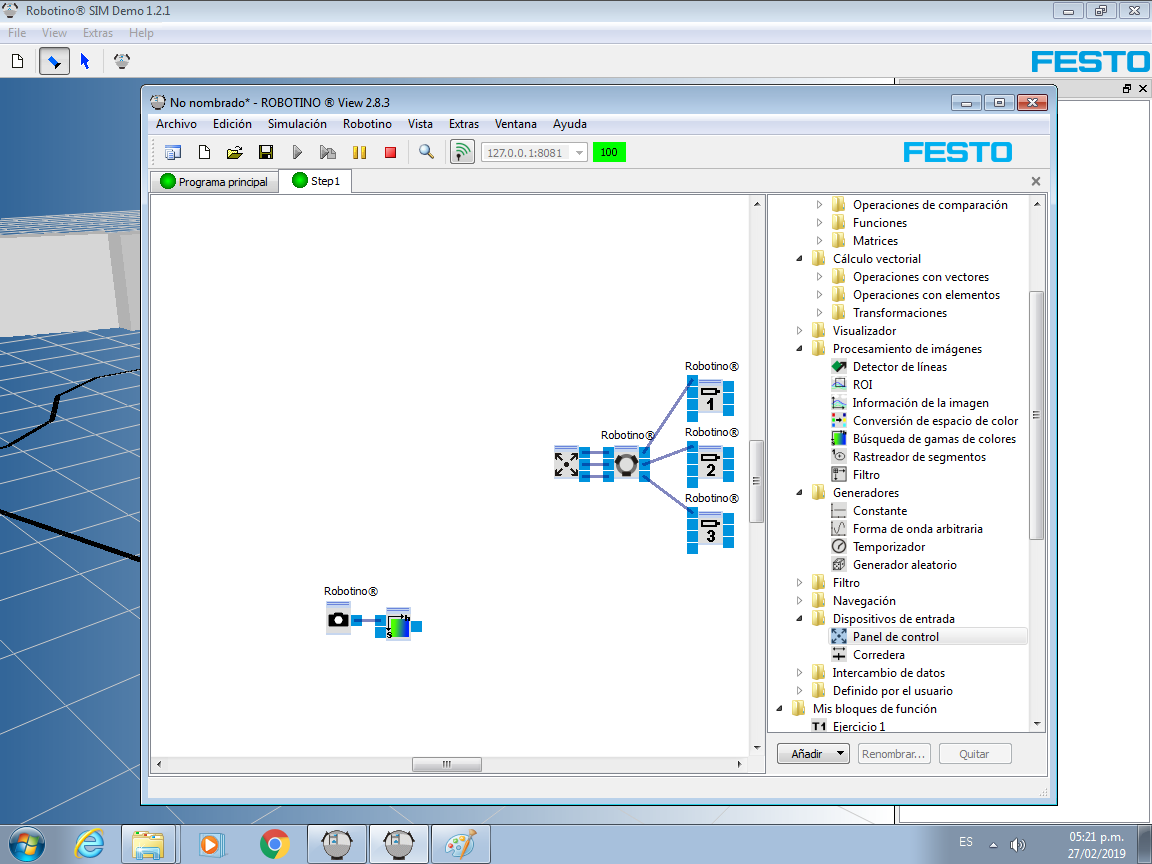 Robotino® SIM Demo 1.2.1
File View Extras Help
FESTO
No nombrado* - ROBOTINO ® View 2.8.3
Archivo Edición Simulación Robotino Vista Extras Ventana Ayuda
127.0.0.1:8081 100 FESTO
Programa principal Step1
Robotino®
1
Robotino® Robotino®
2
Robotino®
3
Robotino®
h
s
Operaciones de comparación
Funciones
Matrices
Cálculo vectorial
Operaciones con vectores
Operaciones con elementos
Transformaciones
Visualizador
Procesamiento de imágenes
Detector de líneas
ROI
Información de la imagen
Conversión de espacio de color
Búsqueda de gamas de colores
Rastreador de segmentos
Filtro
Generadores
Constante
Forma de onda arbitraria
Temporizador
Generador aleatorio
Filtro
Navegación
Dispositivos de entrada
Panel de control
Corredera
Intercambio de datos
Definido por el usuario
Mis bloques de función
T1 Ejercicio 1
Añadir Renombrar... Quitar
ES
05:21 p.m.
27/02/2019